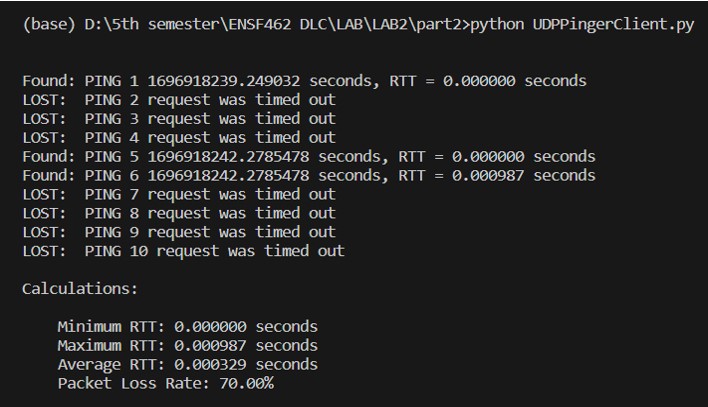 (base) D:\5th semester\ENSF462 DLC\LAB\LAB2\part2>python UDPPingerClient.py
Found: PING 1 1696918239.249032 seconds, RTT = 0.000000 seconds
LOST:  PING 2 request was timed out
LOST:  PING 3 request was timed out
LOST:  PING 4 request was timed out
Found: PING 5 1696918242.2785478 seconds, RTT = 0.000000 seconds
Found: PING 6 1696918242.2785478 seconds, RTT = 0.000987 seconds
LOST:  PING 7 request was timed out
LOST:  PING 8 request was timed out
LOST:  PING 9 request was timed out
LOST:  PING 10 request was timed out
Calculations:
Minimum RTT: 0.000000 seconds
Maximum RTT: 0.000987 seconds
Average RTT: 0.000329 seconds
Packet Loss Rate: 70.00%